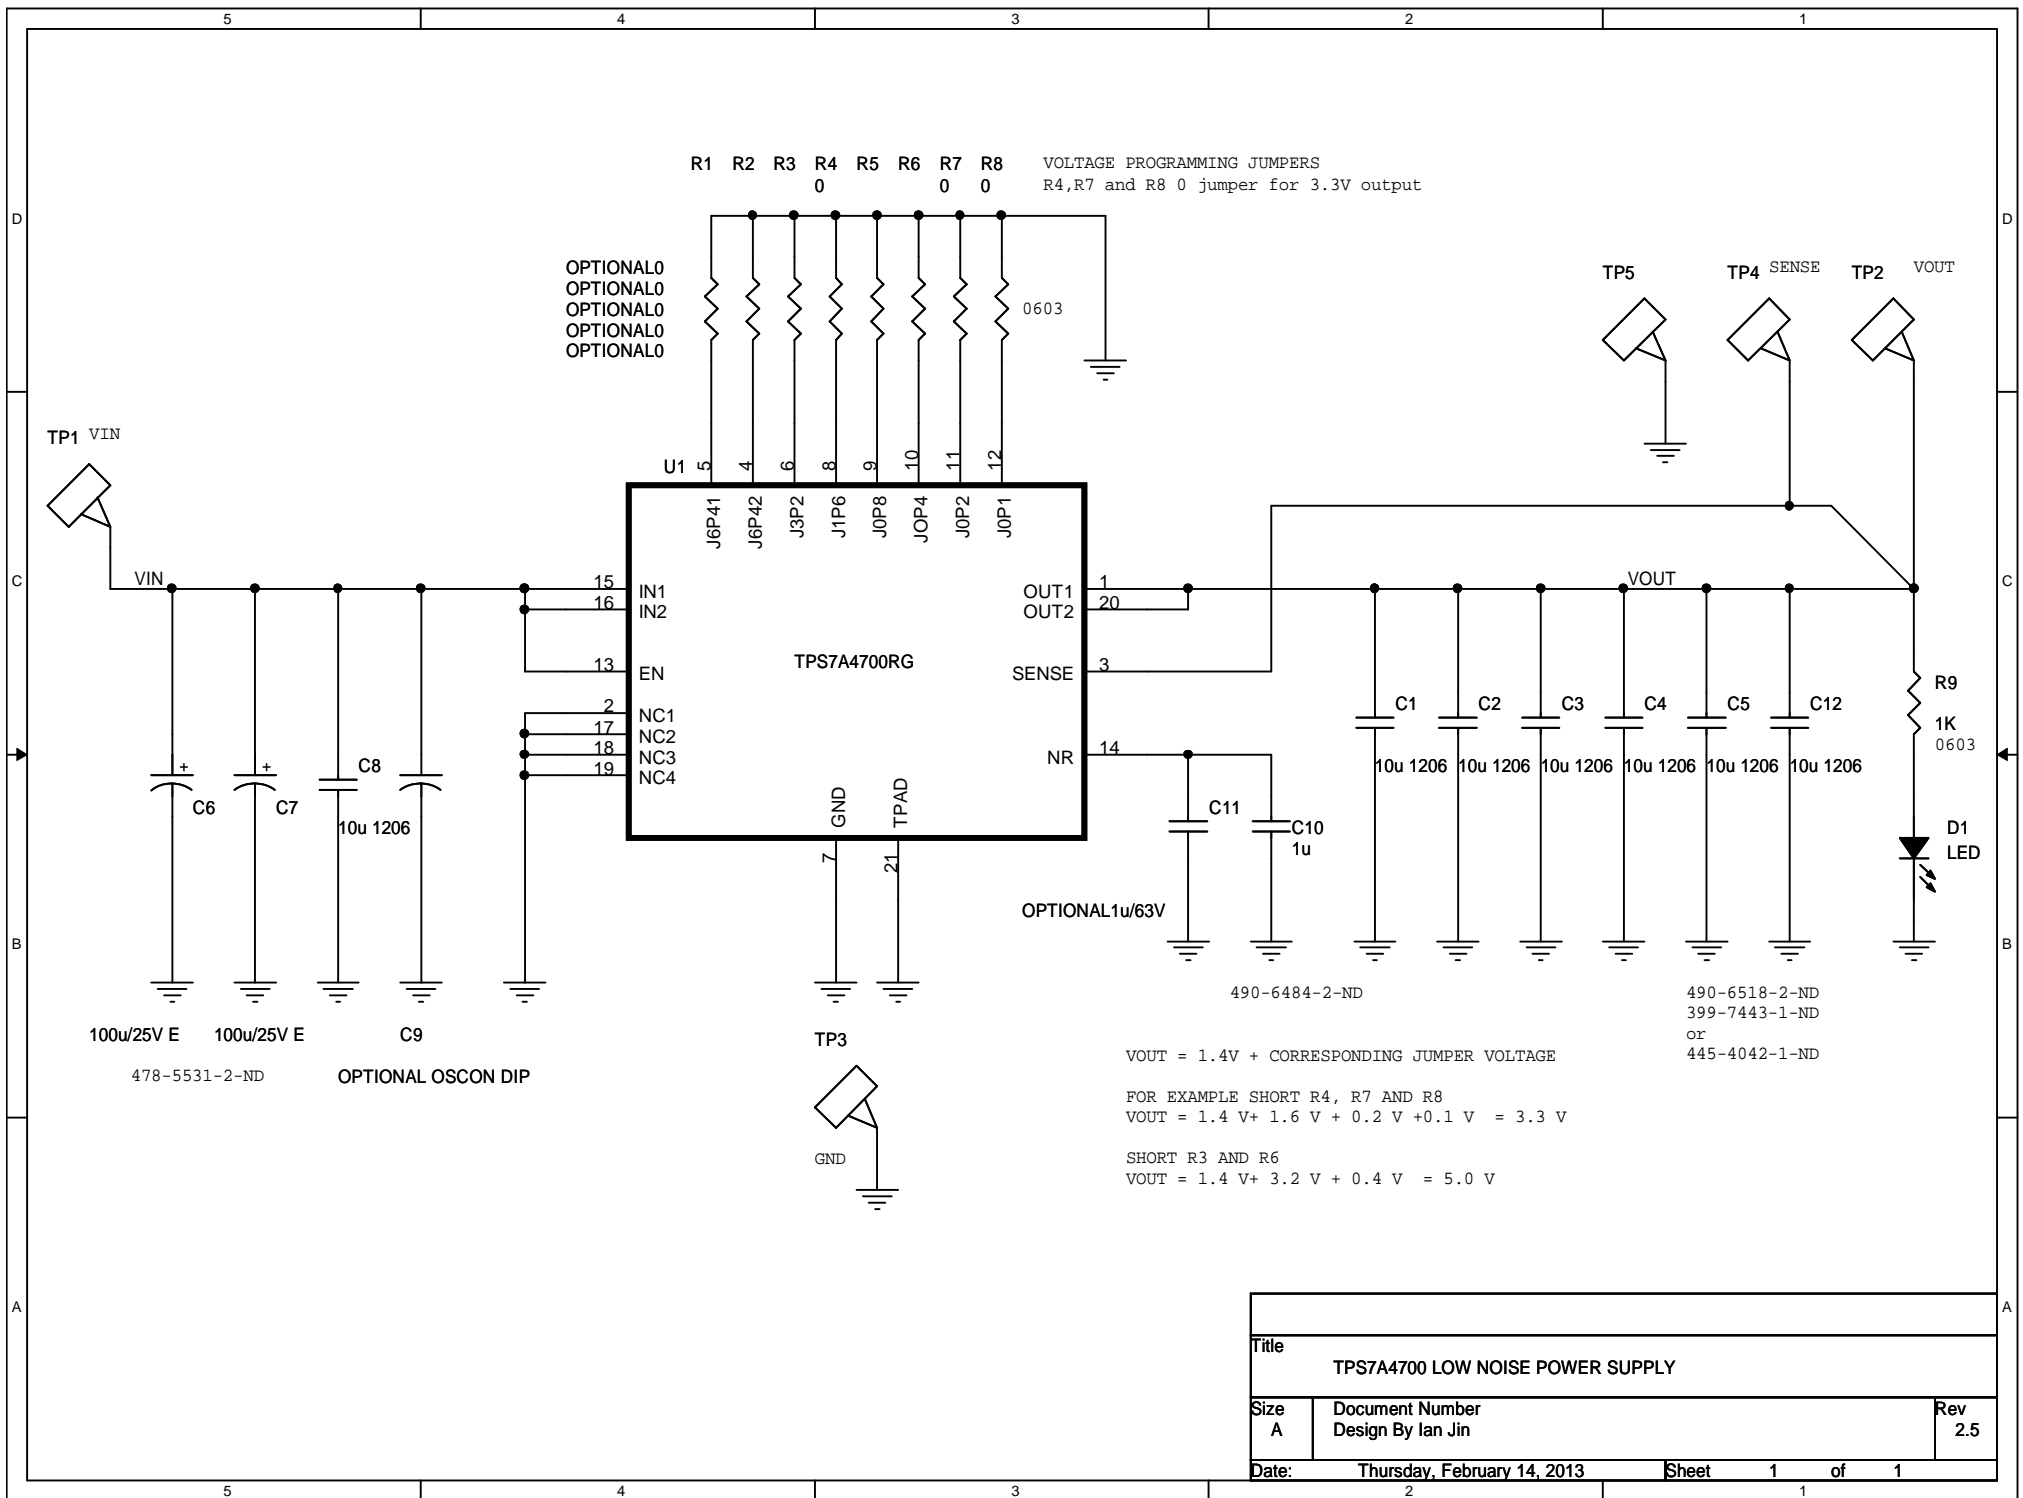 5 4 3 2 1
R1 R2 R3 R4 R5 R6 R7 R8
0 0 0
VOLTAGE PROGRAMMING JUMPERS
R4,R7 and R8 0 jumper for 3.3V output
D D
OPTIONAL0
OPTIONAL0
OPTIONAL0
OPTIONAL0
OPTIONAL0
0603
TP5
TP4 SENSE
TP2 VOUT
TP1 VIN
U1
5 4 6 8 9 10 11 12
J6P41 J6P42 J3P2 J1P6 J0P8 JOP4 J0P2 J0P1
C C
VIN
15 IN1
16 IN2
13 EN
2 NC1
17 NC2
18 NC3
19 NC4
TPS7A4700RG
OUT1 1
OUT2 20
SENSE 3
NR 14
GND 7
TPAD 21
VOUT
C1 C2 C3 C4 C5 C12
10u 1206 10u 1206 10u 1206 10u 1206 10u 1206 10u 1206
R9
1K
0603
D1
LED
+ C6
+ C7
C8
10u 1206
C11
C10
1u
OPTIONAL1u/63V
B B
490-6484-2-ND
490-6518-2-ND
399-7443-1-ND
or
445-4042-1-ND
100u/25V E 100u/25V E
C9
478-5531-2-ND
OPTIONAL OSCON DIP
TP3
GND
VOUT = 1.4V + CORRESPONDING JUMPER VOLTAGE
FOR EXAMPLE SHORT R4, R7 AND R8
VOUT = 1.4 V+ 1.6 V + 0.2 V +0.1 V = 3.3 V
SHORT R3 AND R6
VOUT = 1.4 V+ 3.2 V + 0.4 V = 5.0 V
A A
Title
TPS7A4700 LOW NOISE POWER SUPPLY
Size
A
Document Number
Design By Ian Jin
Rev
2.5
Date: Thursday, February 14, 2013 Sheet 1 of 1
5 4 3 2 1